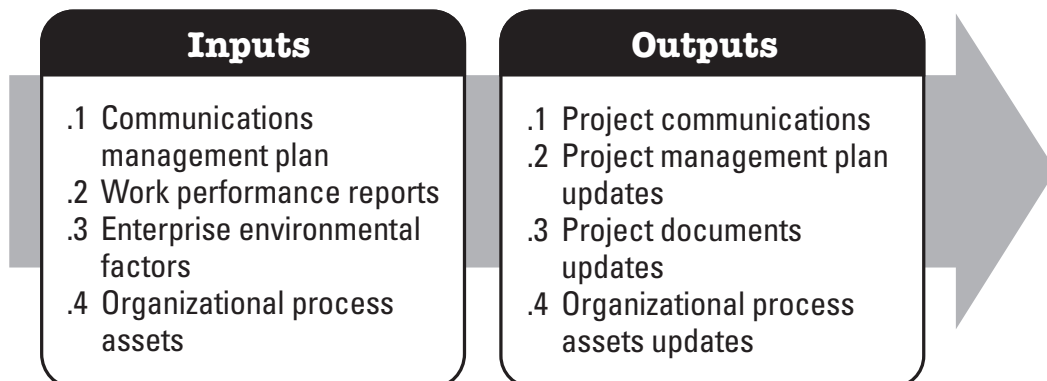 Inputs
.1 Communications
management plan
.2 Work performance reports
.3 Enterprise environmental
factors
.4 Organizational process
assets
Outputs
.1 Project communications
.2 Project management plan
updates
.3 Project documents
updates
.4 Organizational process
assets updates